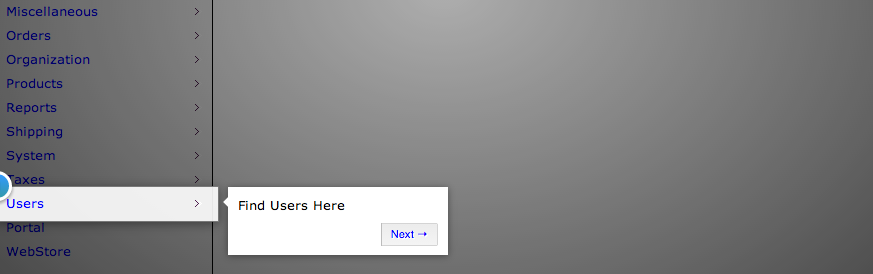 Miscellaneous
Orders
Organization
Products
Reports
Shipping
System
Taxes
Users
Find Users Here
Next →
Portal
WebStore